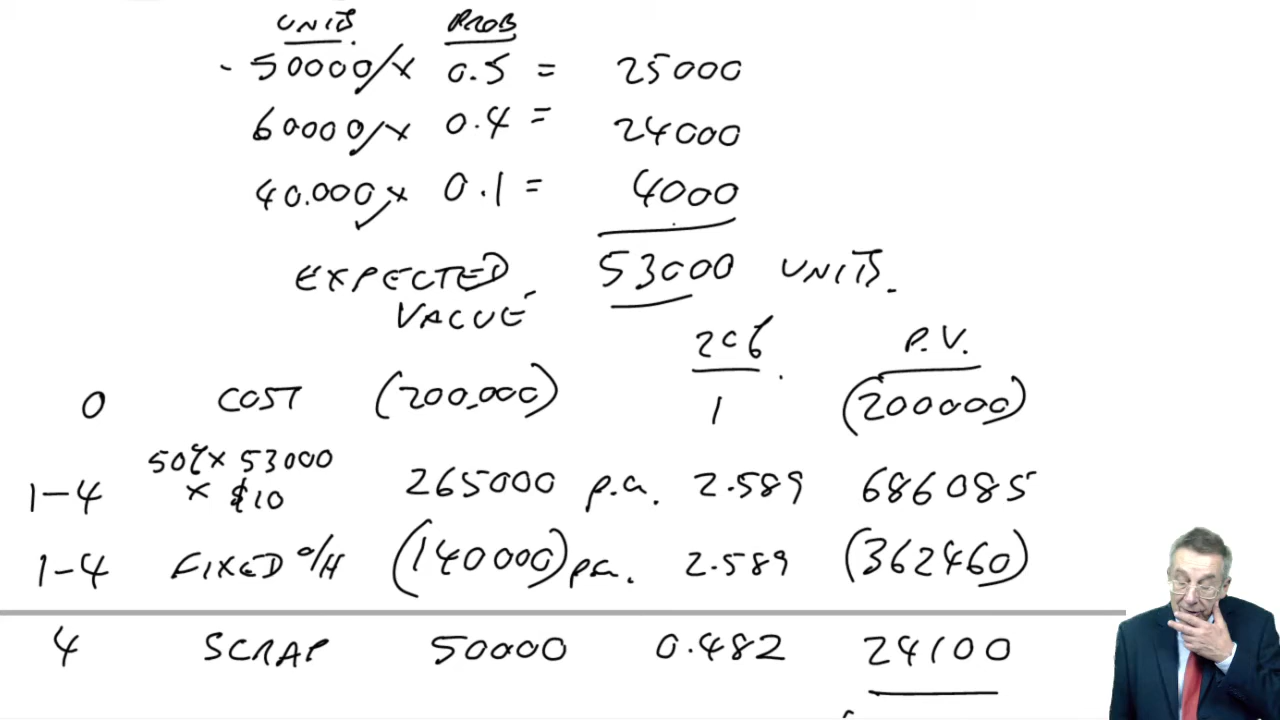 UNITS PROB
- 50000/x 0.5 = 25000
60000/x 0.4 = 24000
40.000x 0.1 = 4000
EXPECTED 53000 UNITS.
VALUE
20% P.V.
0 COST (200,000) 1 (200000)
50% x 53000
1-4 x $10 265000 p.a. 2.589 686085
1-4 FIXED O/H (140000) p.a. 2.589 (362460)
4 SCRAP 50000 0.482 24100